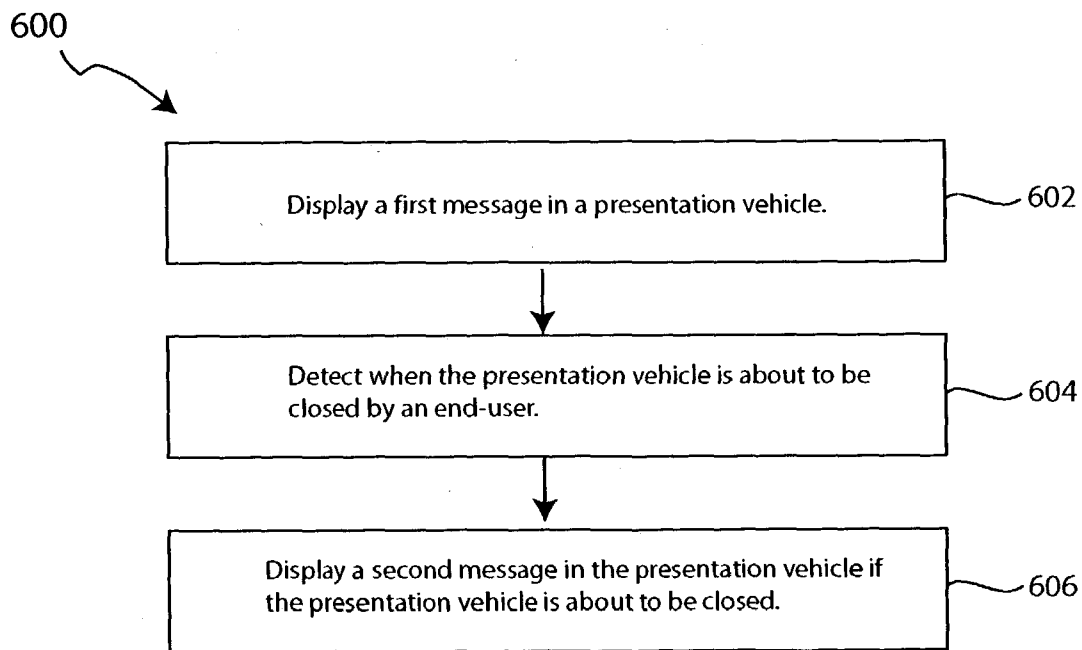 600
Display a first message in a presentation vehicle.
602
Detect when the presentation vehicle is about to be
closed by an end-user.
604
Display a second message in the presentation vehicle if
the presentation vehicle is about to be closed.
606